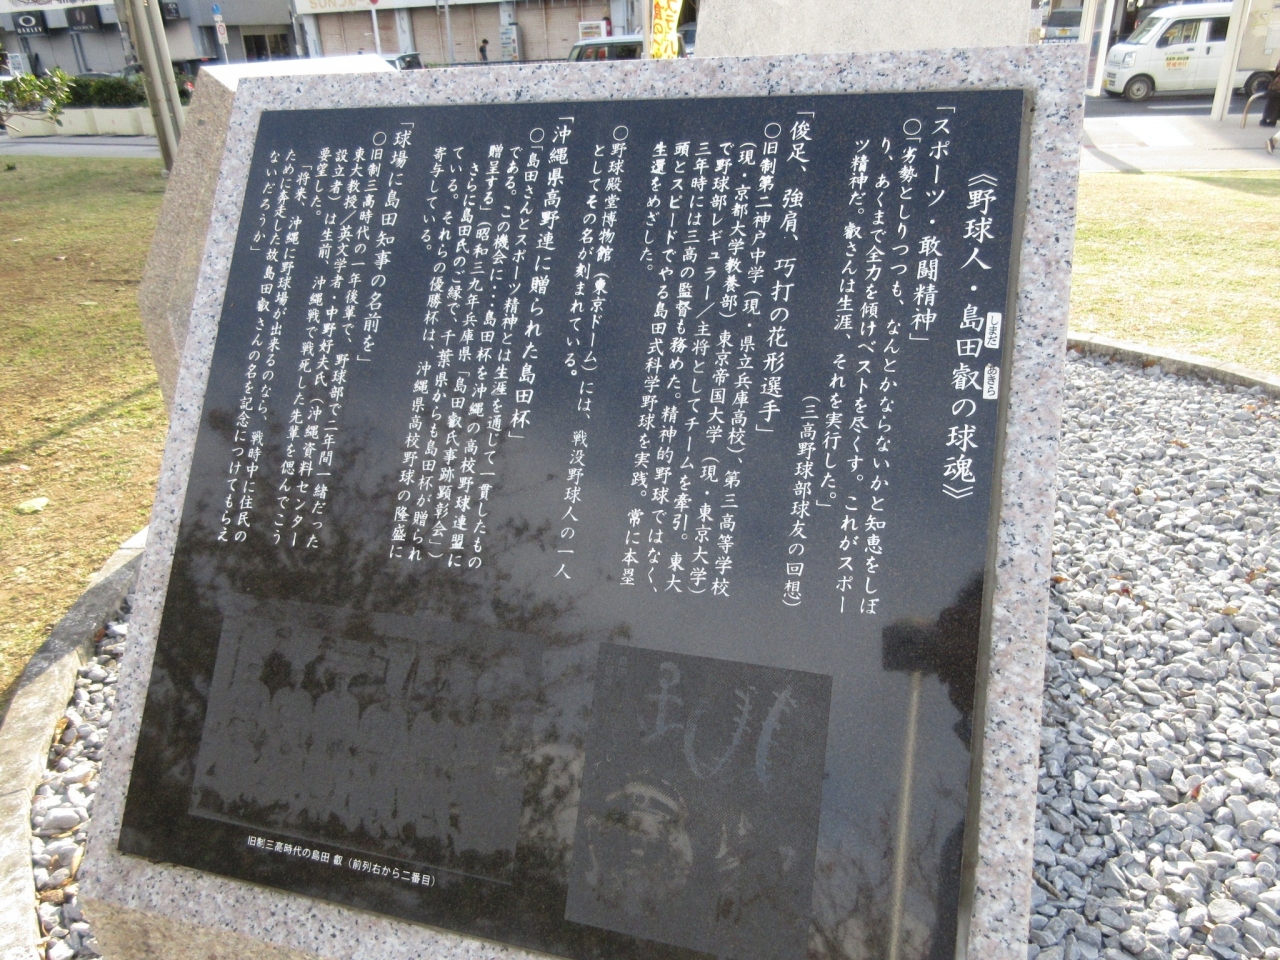 《野球人・島田叡の球魂》
しまだ あきら
「スポーツ・敢闘精神」
〇「劣勢としりつつも、なんとかならないかと知恵をしぼ
り、あくまで全力を傾けベストを尽くす。これがスポー
ツ精神だ。叡さんは生涯、それを実行した。」
(三高野球部球友の回想)
「俊足、強肩、巧打の花形選手」
〇旧制第二神戸中学(現・県立兵庫高校)、第三高等学校
(現・京都大学教養部)東京帝国大学(現・東京大学)
で野球部レギュラー/主将としてチームを牽引。東大
三年時には三高の監督も務めた。精神的野球ではなく、
頭とスピードでやる島田式科学野球を実践。常に本塁
生還をめざした。
〇野球殿堂博物館(東京ドーム)には、戦没野球人の一人
としてその名が刻まれている。
「沖縄県高野連に贈られた島田杯」
〇「島田さんとスポーツ精神とは生涯を通して一貫したもの
である。この機会に・・・島田杯を沖縄の高校野球連盟に
贈呈する」(昭和三九年兵庫県「島田叡氏事跡顕彰会」)
さらに島田氏のご縁で、千葉県からも島田杯が贈られ
ている。それらの優勝杯は、沖縄県高校野球の隆盛に
寄与している。
「球場に島田知事の名前を」
〇旧制三高時代の一年後輩で、野球部で二年間一緒だった
東大教授/英文学者・中野好夫氏(沖縄資料センター
設立者)は生前、沖縄戦で戦死した先輩を偲んでこう
要望した。
「将来、沖縄に野球場が出来るのなら、戦時中に住民の
ために奔走した故島田叡さんの名を記念につけてもらえ
ないだろうか」
旧制三高時代の島田 叡(前列右から二番目)